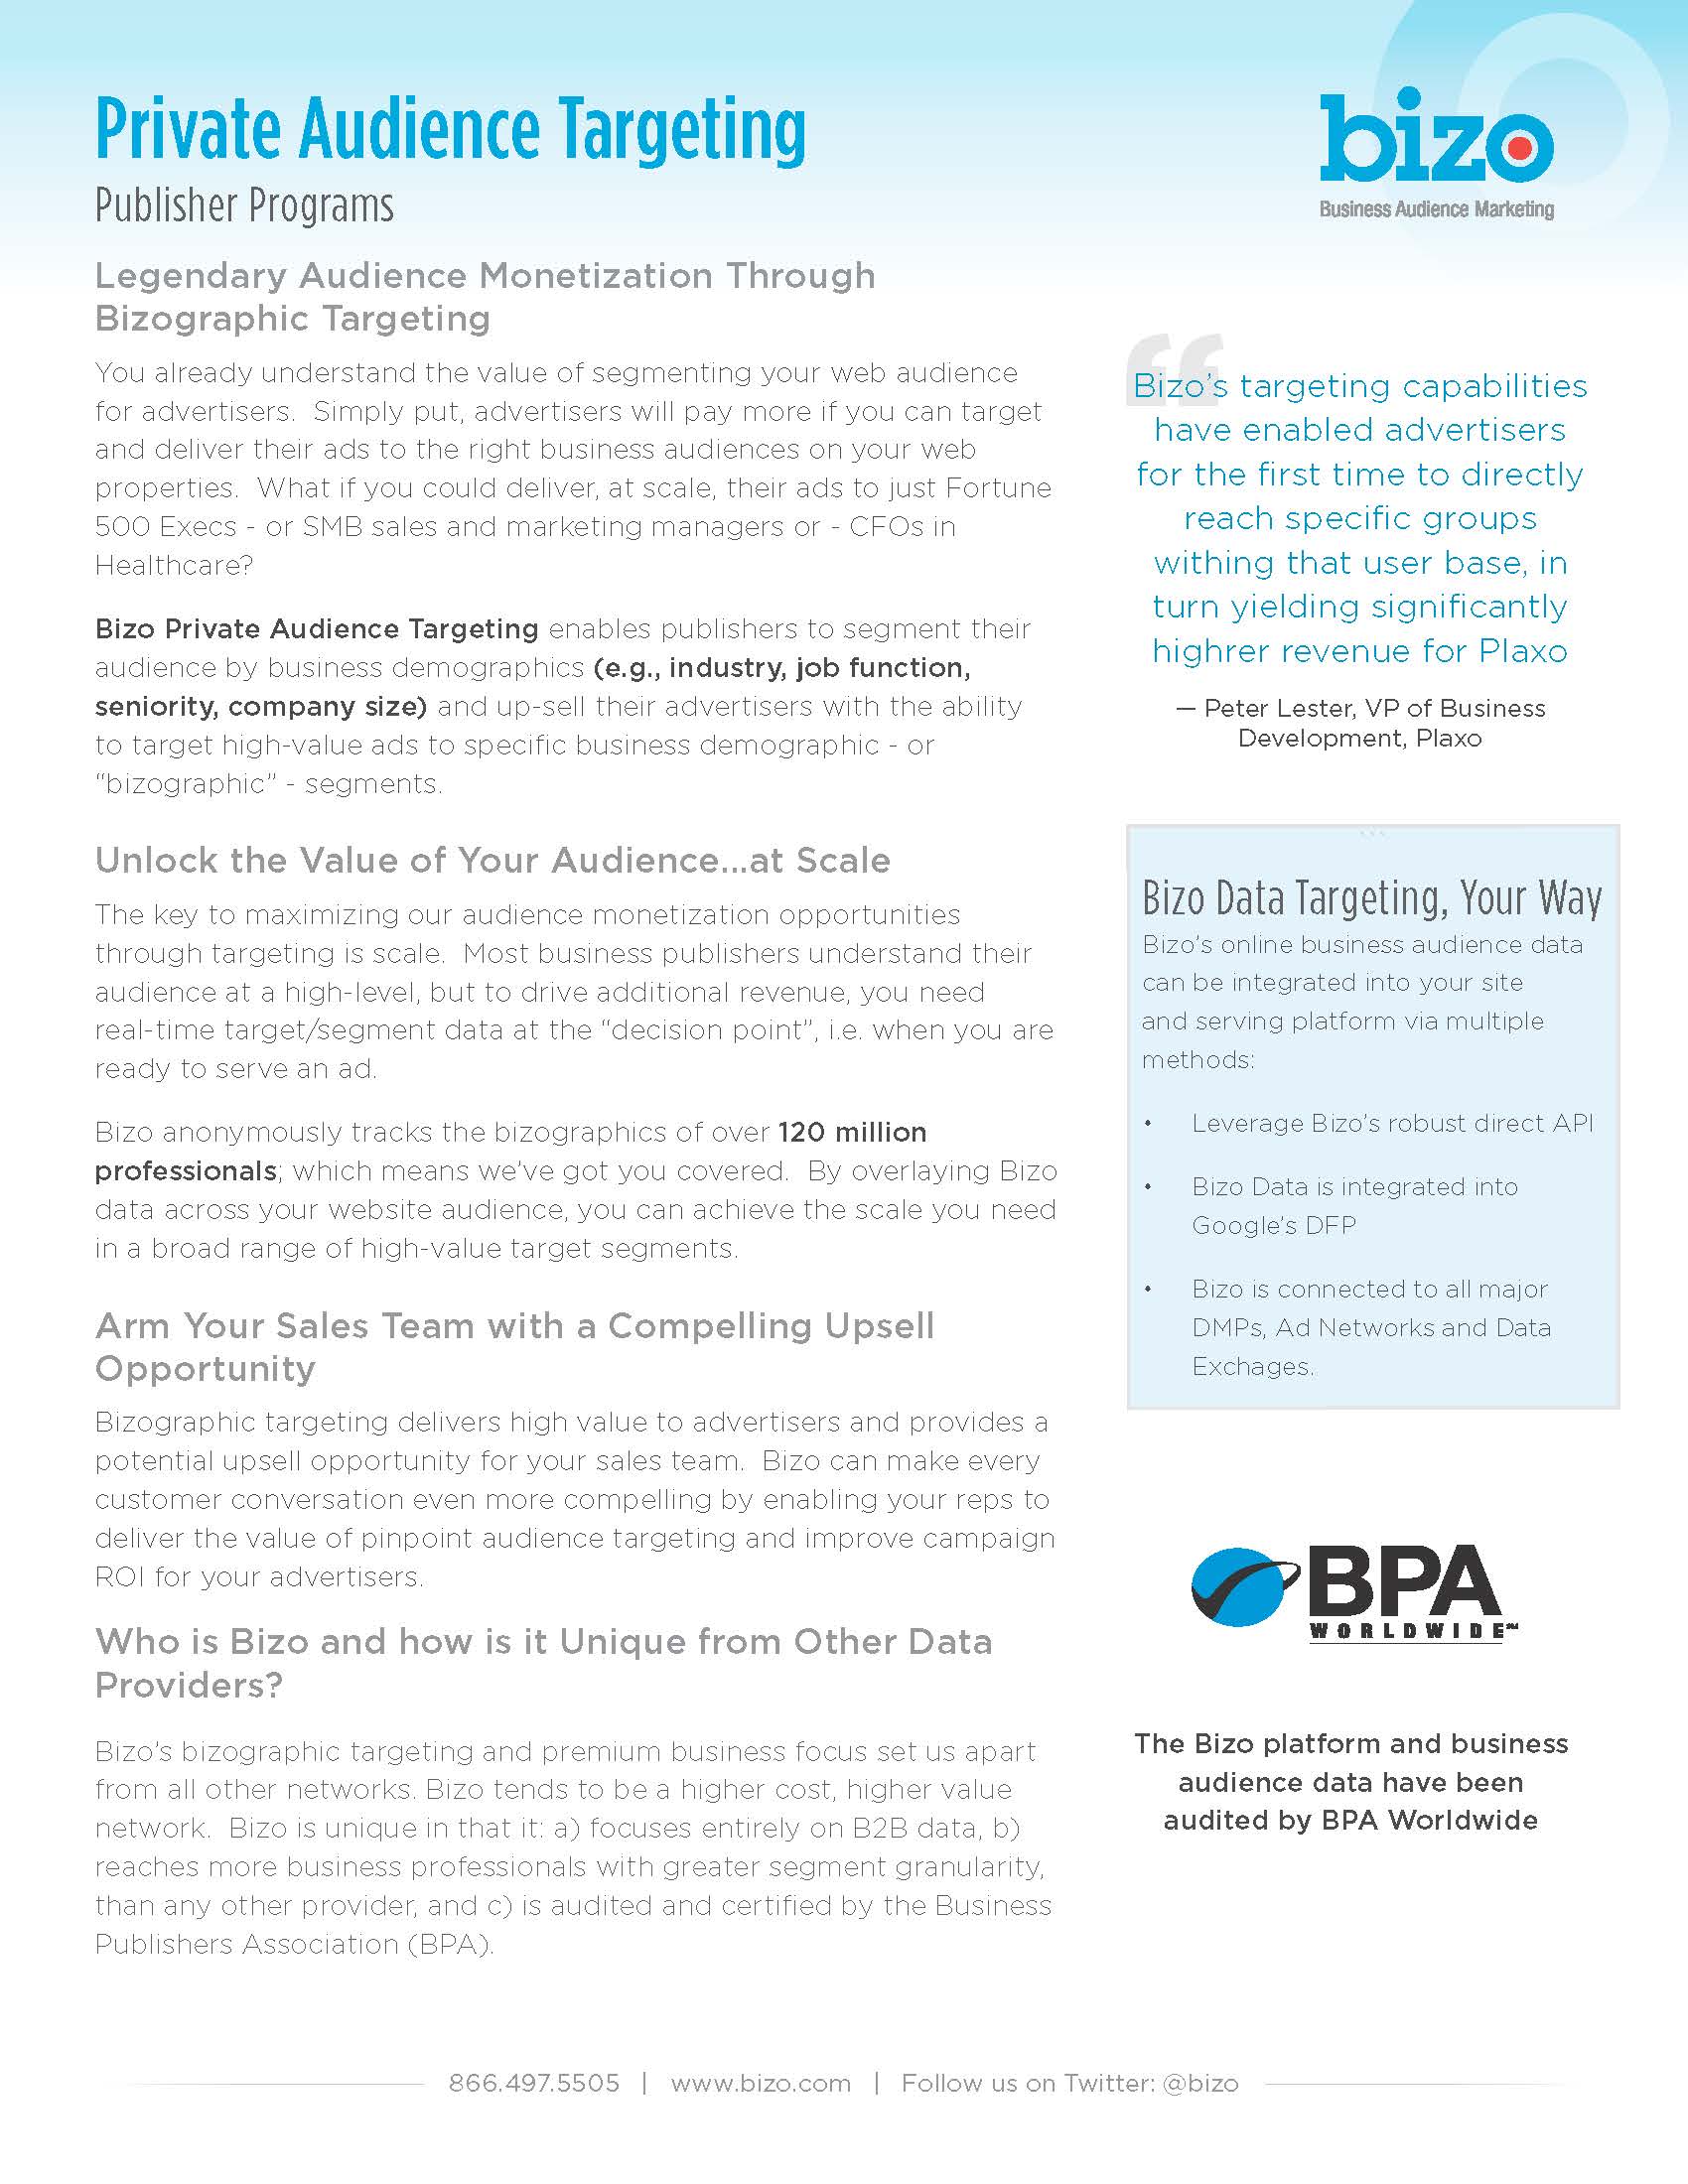 Private Audience Targeting
Publisher Programs
bizo
Business Audience Marketing
Legendary Audience Monetization Through
Bizographic Targeting
You already understand the value of segmenting your web audience
for advertisers.  Simply put, advertisers will pay more if you can target
and deliver their ads to the right business audiences on your web
properties.  What if you could deliver, at scale, their ads to just Fortune
500 Execs - or SMB sales and marketing managers or - CFOs in
Healthcare?
Bizo Private Audience Targeting enables publishers to segment their
audience by business demographics (e.g., industry, job function,
seniority, company size) and up-sell their advertisers with the ability
to target high-value ads to specific business demographic - or
“bizographic” - segments.
Unlock the Value of Your Audience...at Scale
The key to maximizing our audience monetization opportunities
through targeting is scale.  Most business publishers understand their
audience at a high-level, but to drive additional revenue, you need
real-time target/segment data at the “decision point”, i.e. when you are
ready to serve an ad.
Bizo anonymously tracks the bizographics of over 120 million
professionals; which means we’ve got you covered.  By overlaying Bizo
data across your website audience, you can achieve the scale you need
in a broad range of high-value target segments.
Arm Your Sales Team with a Compelling Upsell
Opportunity
Bizographic targeting delivers high value to advertisers and provides a
potential upsell opportunity for your sales team.  Bizo can make every
customer conversation even more compelling by enabling your reps to
deliver the value of pinpoint audience targeting and improve campaign
ROI for your advertisers.
Who is Bizo and how is it Unique from Other Data
Providers?
Bizo’s bizographic targeting and premium business focus set us apart
from all other networks. Bizo tends to be a higher cost, higher value
network.  Bizo is unique in that it: a) focuses entirely on B2B data, b)
reaches more business professionals with greater segment granularity,
than any other provider, and c) is audited and certified by the Business
Publishers Association (BPA).
“
Bizo’s targeting capabilities
have enabled advertisers
for the first time to directly
reach specific groups
withing that user base, in
turn yielding significantly
highrer revenue for Plaxo
— Peter Lester, VP of Business
Development, Plaxo
Bizo Data Targeting, Your Way
Bizo’s online business audience data
can be integrated into your site
and serving platform via multiple
methods:
• Leverage Bizo’s robust direct API
• Bizo Data is integrated into
Google’s DFP
• Bizo is connected to all major
DMPs, Ad Networks and Data
Exchages.
BPA
WORLDWIDE℠
The Bizo platform and business
audience data have been
audited by BPA Worldwide
866.497.5505 | www.bizo.com | Follow us on Twitter: @bizo